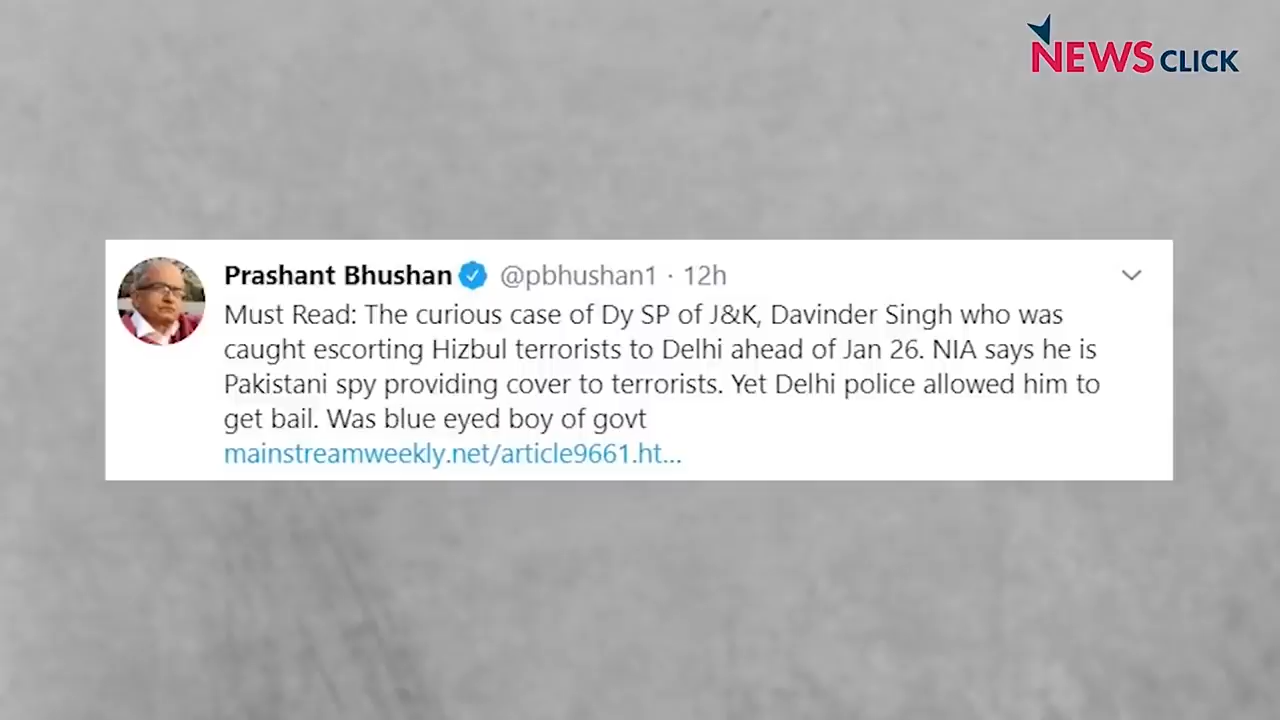 NEWSCLICK
Prashant Bhushan @pbhushan1 · 12h
Must Read: The curious case of Dy SP of J&K, Davinder Singh who was
caught escorting Hizbul terrorists to Delhi ahead of Jan 26. NIA says he is
Pakistani spy providing cover to terrorists. Yet Delhi police allowed him to
get bail. Was blue eyed boy of govt
mainstreamweekly.net/article9661.ht...